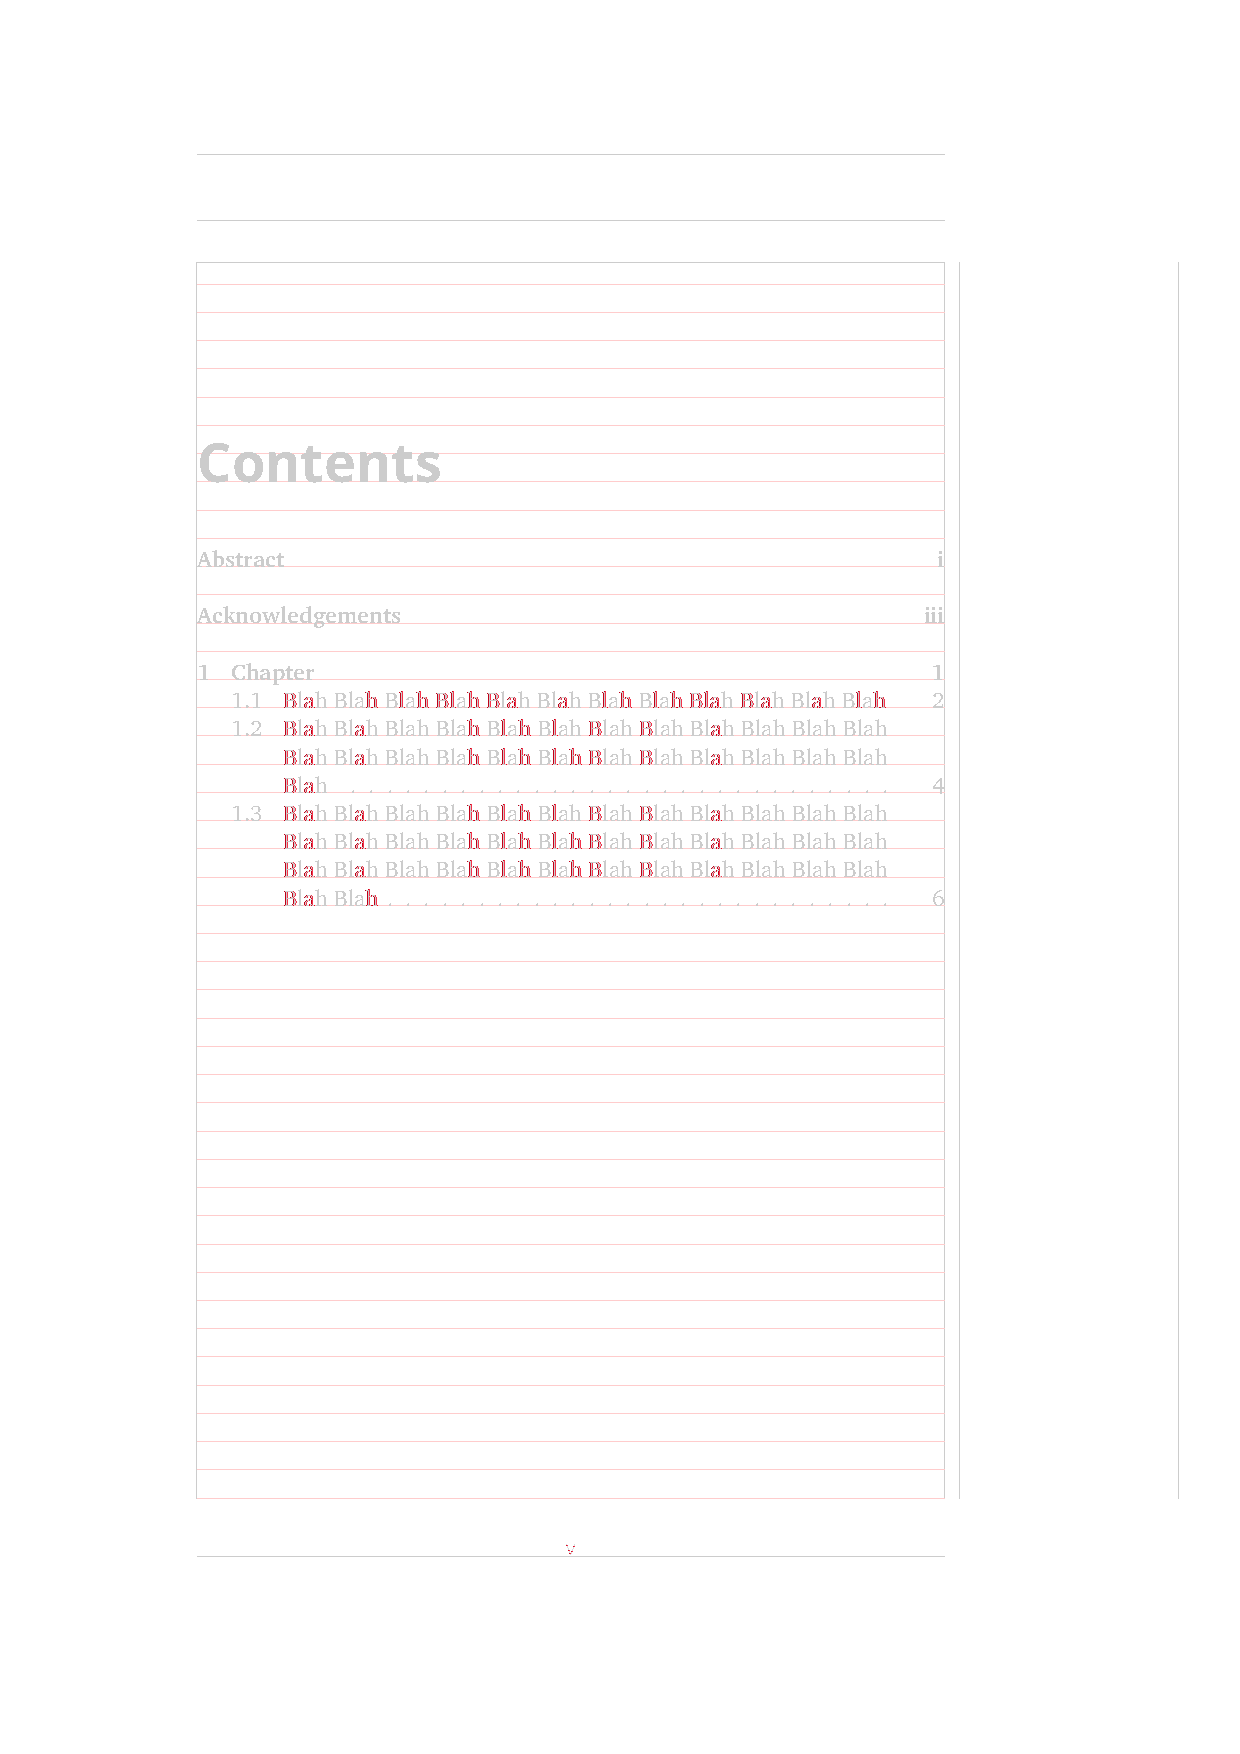 Contents
Abstract i
Acknowledgements iii
1 Chapter 1
1.1 Blah Blah Blah Blah Blah Blah Blah Blah Blah Blah Blah Blah 2
1.2 Blah Blah Blah Blah Blah Blah Blah Blah Blah Blah Blah Blah
Blah Blah Blah Blah Blah Blah Blah Blah Blah Blah Blah Blah
Blah . . . . . . . . . . . . . . . . . . . . . . . . . . . . . . 4
1.3 Blah Blah Blah Blah Blah Blah Blah Blah Blah Blah Blah Blah
Blah Blah Blah Blah Blah Blah Blah Blah Blah Blah Blah Blah
Blah Blah Blah Blah Blah Blah Blah Blah Blah Blah Blah Blah
Blah Blah . . . . . . . . . . . . . . . . . . . . . . . . . . . . 6
v